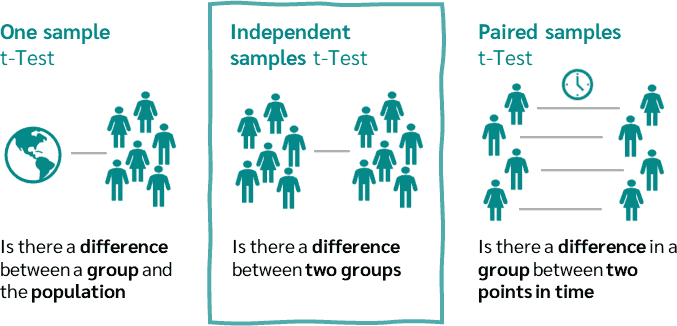 One sample
t-Test
Is there a difference
between a group and
the population
Independent
samples t-Test
Is there a difference
between two groups
Paired samples
t-Test
Is there a difference in a
group between two
points in time